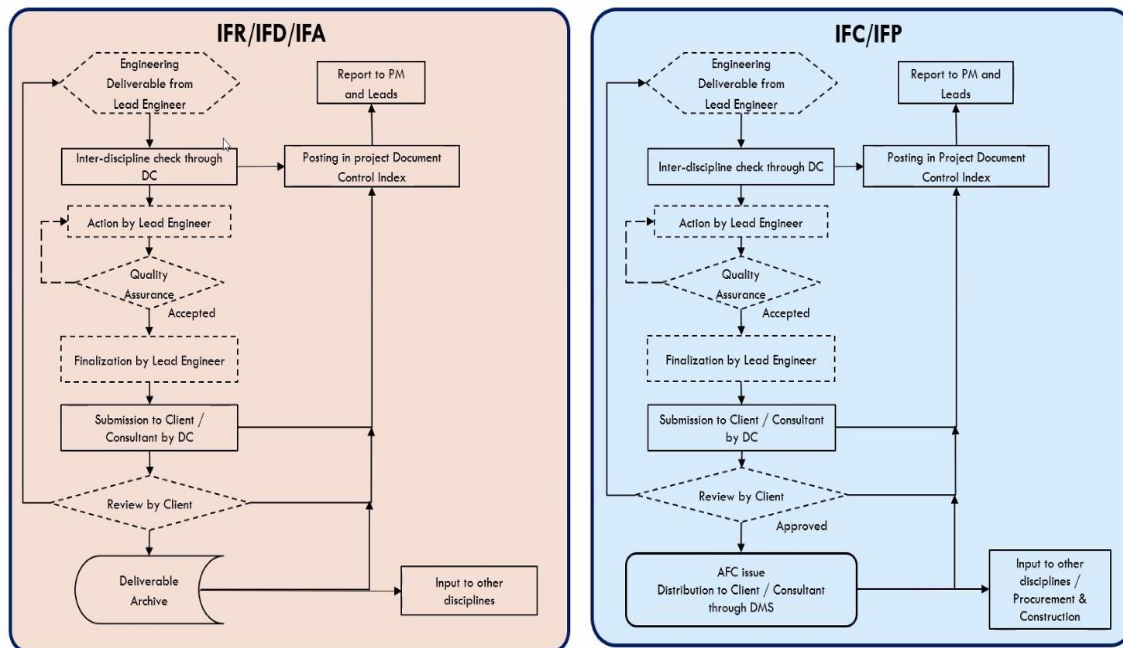 IFR/IFD/IFA
Engineering
Deliverable from
Lead Engineer
Report to PM
and Leads
Inter-discipline check through
DC
Posting in project Document
Control Index
Action by Lead Engineer
Quality
Assurance
Accepted
Finalization by Lead Engineer
Submission to Client /
Consultant by DC
Review by Client
Deliverable
Archive
Input to other
disciplines
IFC/IFP
Engineering
Deliverable from
Lead Engineer
Report to PM and
Leads
Inter-discipline check through DC
Posting in Project Document
Control Index
Action by Lead Engineer
Quality
Assurance
Accepted
Finalization by Lead Engineer
Submission to Client / Consultant
by DC
Review by Client
Approved
AFC issue
Distribution to Client / Consultant
through DMS
Input to other
disciplines /
Procurement &
Construction